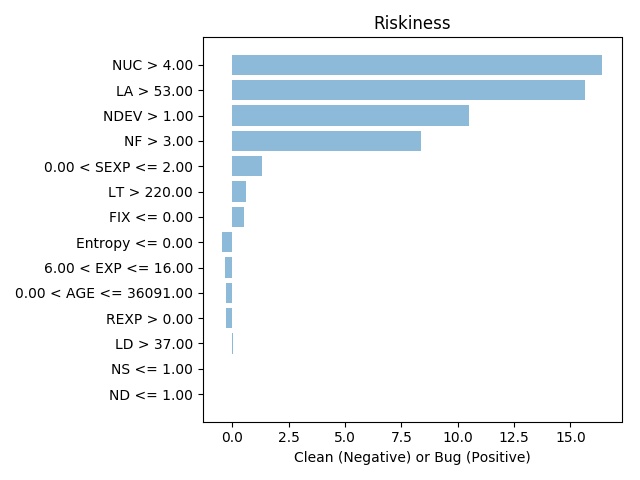 Riskiness
NUC > 4.00
LA > 53.00
NDEV > 1.00
NF > 3.00
0.00 < SEXP <= 2.00
LT > 220.00
FIX <= 0.00
Entropy <= 0.00
6.00 < EXP <= 16.00
0.00 < AGE <= 36091.00
REXP > 0.00
LD > 37.00
NS <= 1.00
ND <= 1.00
0.0 2.5 5.0 7.5 10.0 12.5 15.0
Clean (Negative) or Bug (Positive)